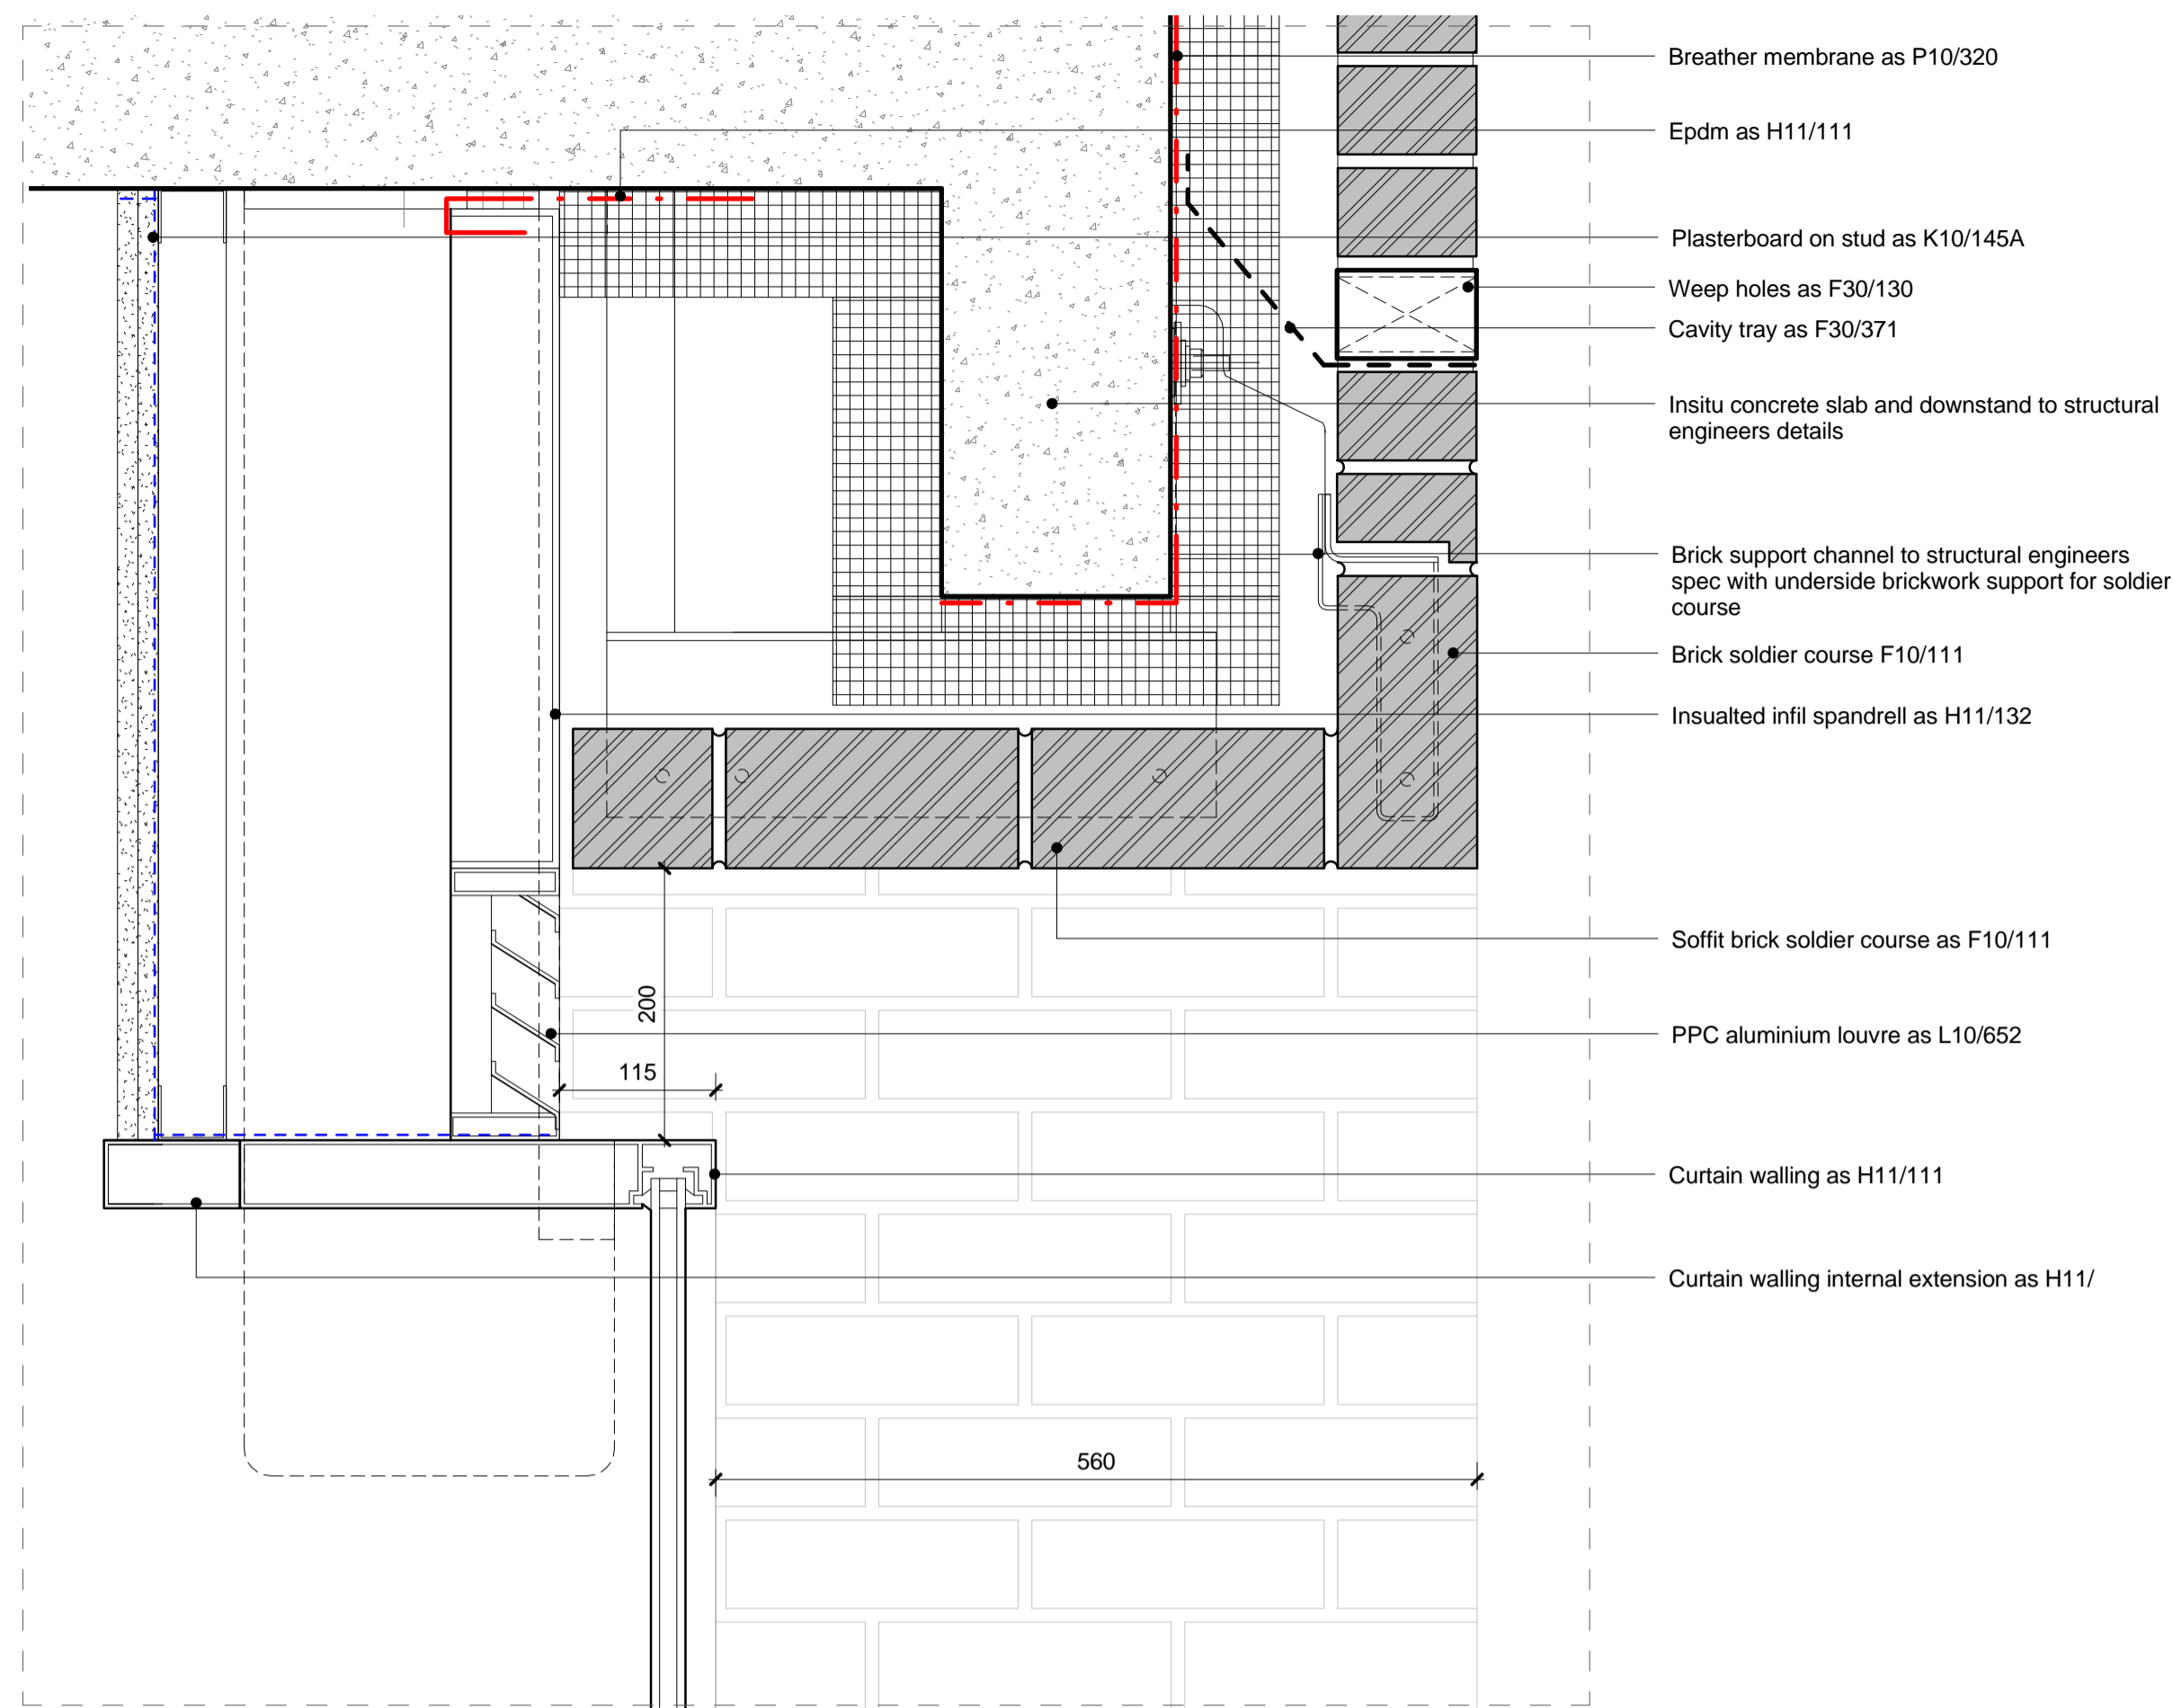 Breather membrane as P10/320
Epdm as H11/111
Plasterboard on stud as K10/145A
Weep holes as F30/130
Cavity tray as F30/371
Insitu concrete slab and downstand to structural
engineers details
Brick support channel to structural engineers
spec with underside brickwork support for soldier
course
Brick soldier course F10/111
Insualted infil spandrell as H11/132
Soffit brick soldier course as F10/111
200
PPC aluminium louvre as L10/652
115
Curtain walling as H11/111
Curtain walling internal extension as H11/
560